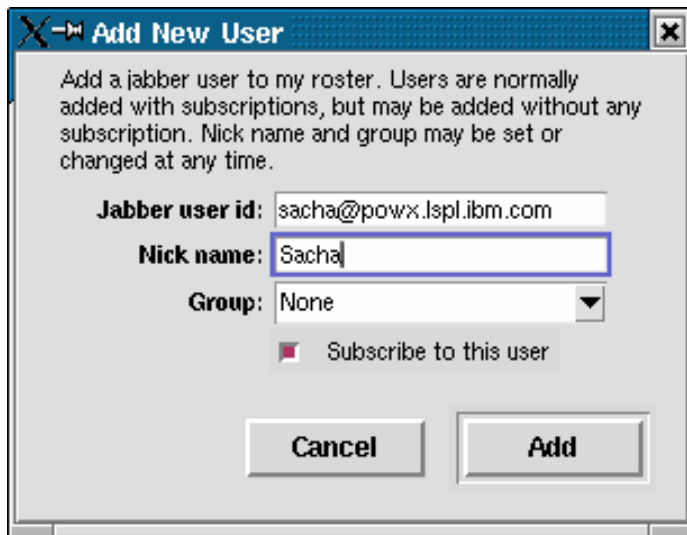 Add New User
Add a jabber user to my roster. Users are normally
added with subscriptions, but may be added without any
subscription. Nick name and group may be set or
changed at any time.
Jabber user id: sacha@powx.lspl.ibm.com
Nick name: Sacha
Group: None
Subscribe to this user
Cancel Add